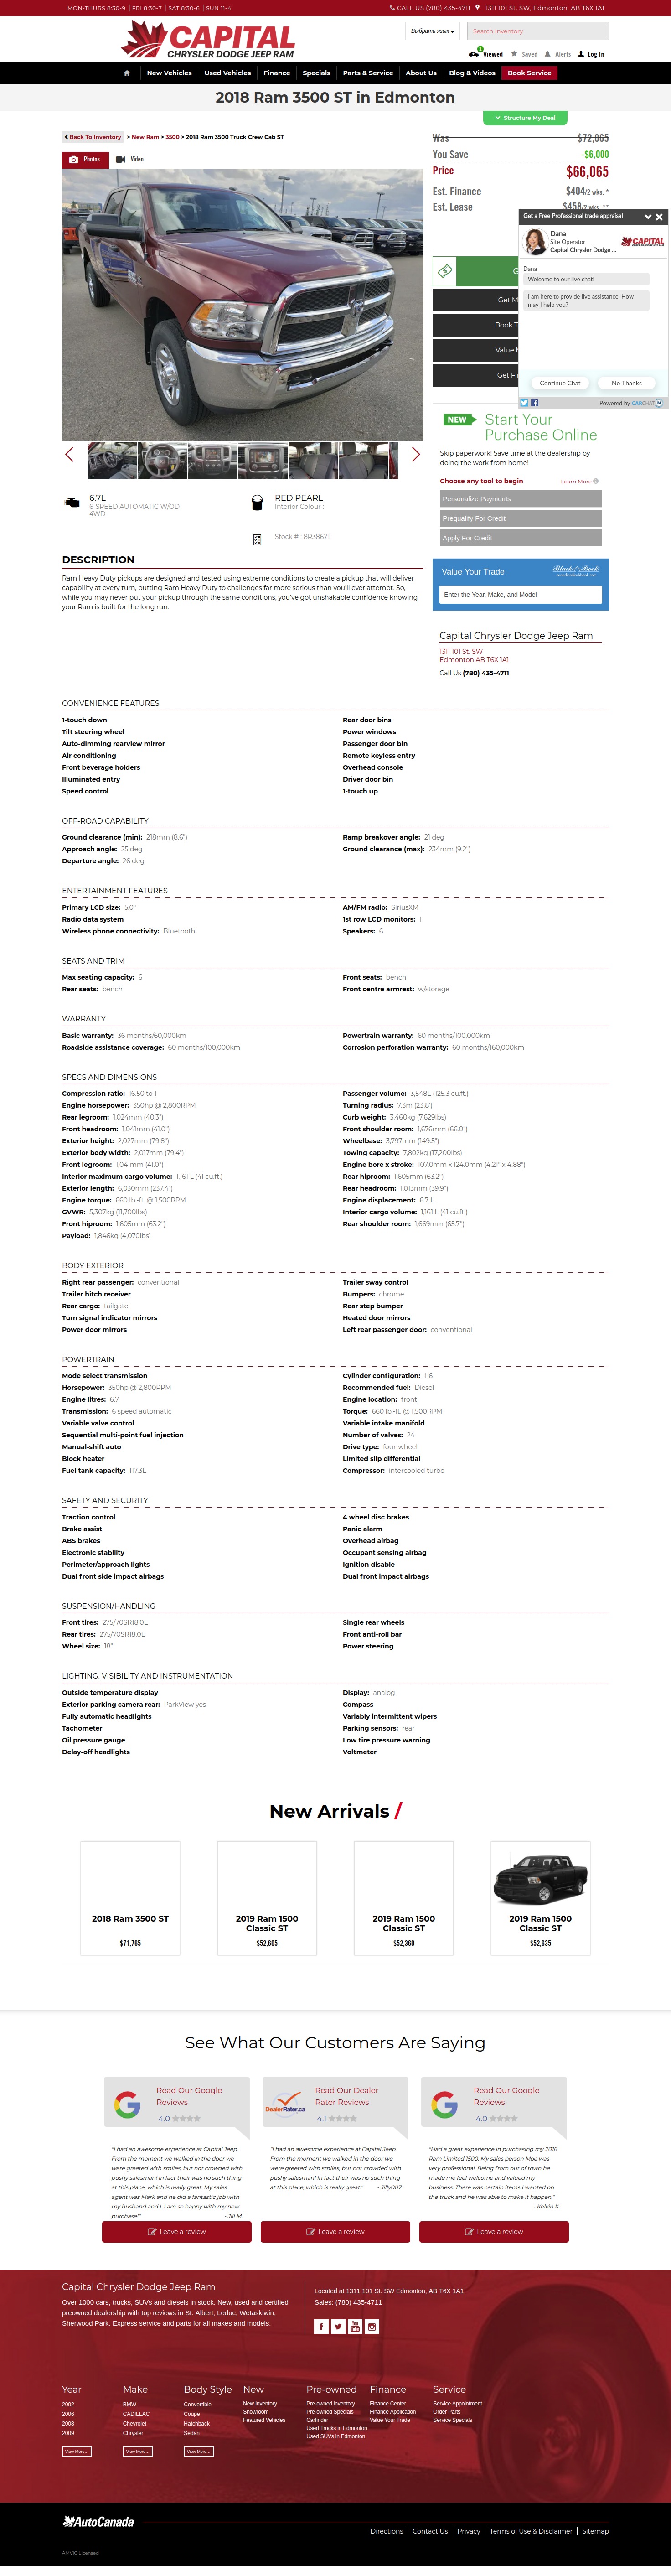 MON-THURS 8:30-9 FRI 8:30-7 SAT 8:30-6 SUN 11-4
CALL US (780) 435-4711 1311 101 St. SW, Edmonton, AB T6X 1A1
CAPITAL
CHRYSLER DODGE JEEP RAM
Выбрать язык
Search Inventory
1
Viewed Saved Alerts Log In
New Vehicles Used Vehicles Finance Specials Parts & Service About Us Blog & Videos Book Service
2018 Ram 3500 ST in Edmonton
Structure My Deal
Back To Inventory > New Ram > 3500 > 2018 Ram 3500 Truck Crew Cab ST
Photos Video
Was $72,065
You Save -$6,000
Price $66,065
Est. Finance $404/2 wks. *
Est. Lease $458/2 wks. **
Get a Free Professional trade appraisal
Dana
Site Operator
Capital Chrysler Dodge ...
CAPITAL
Dana
Welcome to our live chat!
I am here to provide live assistance. How
may I help you?
Continue Chat No Thanks
Powered by CARCHAT24
G
Get M
Book T
Value M
Get Fi
NEW Start Your
Purchase Online
Skip paperwork! Save time at the dealership by
doing the work from home!
Choose any tool to begin Learn More
Personalize Payments
Prequalify For Credit
Apply For Credit
Value Your Trade Black Book
Enter the Year, Make, and Model
Capital Chrysler Dodge Jeep Ram
1311 101 St. SW
Edmonton AB T6X 1A1
Call Us (780) 435-4711
6.7L
6-SPEED AUTOMATIC W/OD
4WD
RED PEARL
Interior Colour :
Stock # : 8R38671
DESCRIPTION
Ram Heavy Duty pickups are designed and tested using extreme conditions to create a pickup that will deliver
capability at every turn, putting Ram Heavy Duty to challenges far more serious than you'll ever attempt. So,
while you may never put your pickup through the same conditions, you've got unshakable confidence knowing
your Ram is built for the long run.
CONVENIENCE FEATURES
1-touch down Rear door bins
Tilt steering wheel Power windows
Auto-dimming rearview mirror Passenger door bin
Air conditioning Remote keyless entry
Front beverage holders Overhead console
Illuminated entry Driver door bin
Speed control 1-touch up
OFF-ROAD CAPABILITY
Ground clearance (min): 218mm (8.6") Ramp breakover angle: 21 deg
Approach angle: 25 deg Ground clearance (max): 234mm (9.2")
Departure angle: 26 deg
ENTERTAINMENT FEATURES
Primary LCD size: 5.0" AM/FM radio: SiriusXM
Radio data system 1st row LCD monitors: 1
Wireless phone connectivity: Bluetooth Speakers: 6
SEATS AND TRIM
Max seating capacity: 6 Front seats: bench
Rear seats: bench Front centre armrest: w/storage
WARRANTY
Basic warranty: 36 months/60,000km Powertrain warranty: 60 months/100,000km
Roadside assistance coverage: 60 months/100,000km Corrosion perforation warranty: 60 months/160,000km
SPECS AND DIMENSIONS
Compression ratio: 16.50 to 1 Passenger volume: 3,548L (125.3 cu.ft.)
Engine horsepower: 350hp @ 2,800RPM Turning radius: 7.3m (23.8')
Rear legroom: 1,024mm (40.3") Curb weight: 3,460kg (7,629lbs)
Front headroom: 1,041mm (41.0") Front shoulder room: 1,676mm (66.0")
Exterior height: 2,027mm (79.8") Wheelbase: 3,797mm (149.5")
Exterior body width: 2,017mm (79.4") Towing capacity: 7,802kg (17,200lbs)
Front legroom: 1,041mm (41.0") Engine bore x stroke: 107.0mm x 124.0mm (4.21" x 4.88")
Interior maximum cargo volume: 1,161 L (41 cu.ft.) Rear hiproom: 1,605mm (63.2")
Exterior length: 6,030mm (237.4") Rear headroom: 1,013mm (39.9")
Engine torque: 660 lb.-ft. @ 1,500RPM Engine displacement: 6.7 L
GVWR: 5,307kg (11,700lbs) Interior cargo volume: 1,161 L (41 cu.ft.)
Front hiproom: 1,605mm (63.2") Rear shoulder room: 1,669mm (65.7")
Payload: 1,846kg (4,070lbs)
BODY EXTERIOR
Right rear passenger: conventional Trailer sway control
Trailer hitch receiver Bumpers: chrome
Rear cargo: tailgate Rear step bumper
Turn signal indicator mirrors Heated door mirrors
Power door mirrors Left rear passenger door: conventional
POWERTRAIN
Mode select transmission Cylinder configuration: I-6
Horsepower: 350hp @ 2,800RPM Recommended fuel: Diesel
Engine litres: 6.7 Engine location: front
Transmission: 6 speed automatic Torque: 660 lb.-ft. @ 1,500RPM
Variable valve control Variable intake manifold
Sequential multi-point fuel injection Number of valves: 24
Manual-shift auto Drive type: four-wheel
Block heater Limited slip differential
Fuel tank capacity: 117.3L Compressor: intercooled turbo
SAFETY AND SECURITY
Traction control 4 wheel disc brakes
Brake assist Panic alarm
ABS brakes Overhead airbag
Electronic stability Occupant sensing airbag
Perimeter/approach lights Ignition disable
Dual front side impact airbags Dual front impact airbags
SUSPENSION/HANDLING
Front tires: 275/70SR18.0E Single rear wheels
Rear tires: 275/70SR18.0E Front anti-roll bar
Wheel size: 18" Power steering
LIGHTING, VISIBILITY AND INSTRUMENTATION
Outside temperature display Display: analog
Exterior parking camera rear: ParkView yes Compass
Fully automatic headlights Variably intermittent wipers
Tachometer Parking sensors: rear
Oil pressure gauge Low tire pressure warning
Delay-off headlights Voltmeter
New Arrivals /
2018 Ram 3500 ST
$71,765
2019 Ram 1500
Classic ST
$52,605
2019 Ram 1500
Classic ST
$52,360
2019 Ram 1500
Classic ST
$52,635
See What Our Customers Are Saying
Read Our Google
Reviews
4.0
"I had an awesome experience at Capital Jeep.
From the moment we walked in the door we
were greeted with smiles, but not crowded with
pushy salesman! In fact their was no such thing
at this place, which is really great. My sales
agent was Mark and he did a fantastic job with
my husband and I. I am so happy with my new
purchase!" - Jill M.
Leave a review
DealerRater.ca
Read Our Dealer
Rater Reviews
4.1
"I had an awesome experience at Capital Jeep.
From the moment we walked in the door we
were greeted with smiles, but not crowded with
pushy salesman! In fact their was no such thing
at this place, which is really great." - Jilly007
Leave a review
Read Our Google
Reviews
4.0
"Had a great experience in purchasing my 2018
Ram Limited 1500. My sales person Moe was
very professional. Being from out of town he
made me feel welcome and valued my
business. There was certain items I wanted on
the truck and he was able to make it happen."
- Kelvin K.
Leave a review
Capital Chrysler Dodge Jeep Ram
Over 1000 cars, trucks, SUVs and diesels in stock. New, used and certified
preowned dealership with top reviews in St. Albert, Leduc, Wetaskiwin,
Sherwood Park. Express service and parts for all makes and models.
Located at 1311 101 St. SW Edmonton, AB T6X 1A1
Sales: (780) 435-4711
Year Make Body Style New Pre-owned Finance Service
2002
2006
2008
2009
View More...
BMW
CADILLAC
Chevrolet
Chrysler
View More...
Convertible
Coupe
Hatchback
Sedan
View More...
New Inventory
Showroom
Featured Vehicles
Pre-owned inventory
Pre-owned Specials
Carfinder
Used Trucks in Edmonton
Used SUVs in Edmonton
Finance Center
Finance Application
Value Your Trade
Service Appointment
Order Parts
Service Specials
AutoCanada
Directions | Contact Us | Privacy | Terms of Use & Disclaimer | Sitemap
AMVIC Licensed